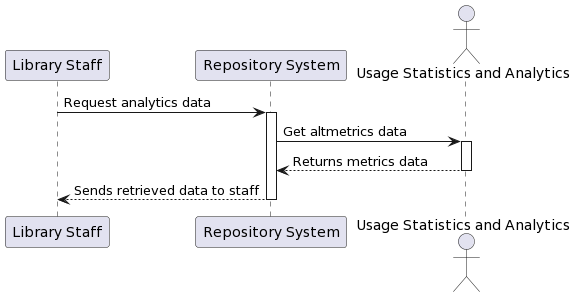 Library Staff
Repository System
Usage Statistics and Analytics
Request analytics data
Get altmetrics data
Returns metrics data
Sends retrieved data to staff
Library Staff
Repository System
Usage Statistics and Analytics